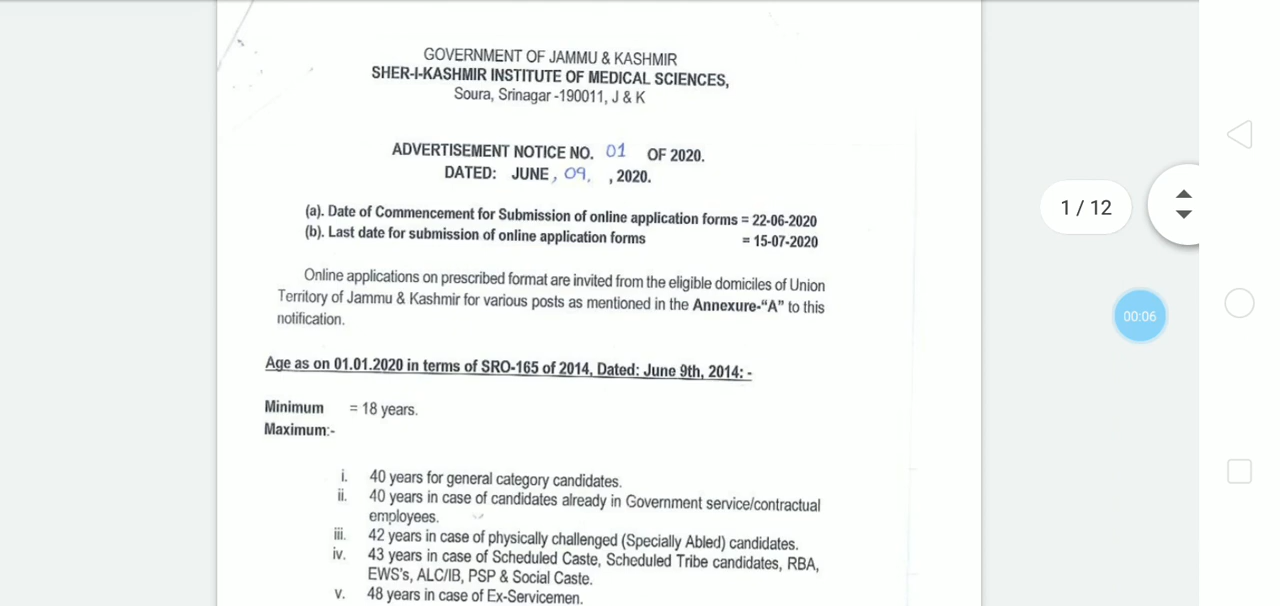 GOVERNMENT OF JAMMU & KASHMIR
SHER-I-KASHMIR INSTITUTE OF MEDICAL SCIENCES,
Soura, Srinagar -190011, J & K
ADVERTISEMENT NOTICE NO. 01 OF 2020.
DATED: JUNE, 09, , 2020.
(a). Date of Commencement for Submission of online application forms = 22-06-2020
(b). Last date for submission of online application forms = 15-07-2020
Online applications on prescribed format are invited from the eligible domiciles of Union
Territory of Jammu & Kashmir for various posts as mentioned in the Annexure-“A” to this
notification.
Age as on 01.01.2020 in terms of SRO-165 of 2014, Dated: June 9th, 2014: -
Minimum = 18 years.
Maximum:-
i. 40 years for general category candidates.
ii. 40 years in case of candidates already in Government service/contractual
employees.
iii. 42 years in case of physically challenged (Specially Abled) candidates.
iv. 43 years in case of Scheduled Caste, Scheduled Tribe candidates, RBA,
EWS's, ALC/IB, PSP & Social Caste.
v. 48 years in case of Ex-Servicemen.
1 / 12
00:06